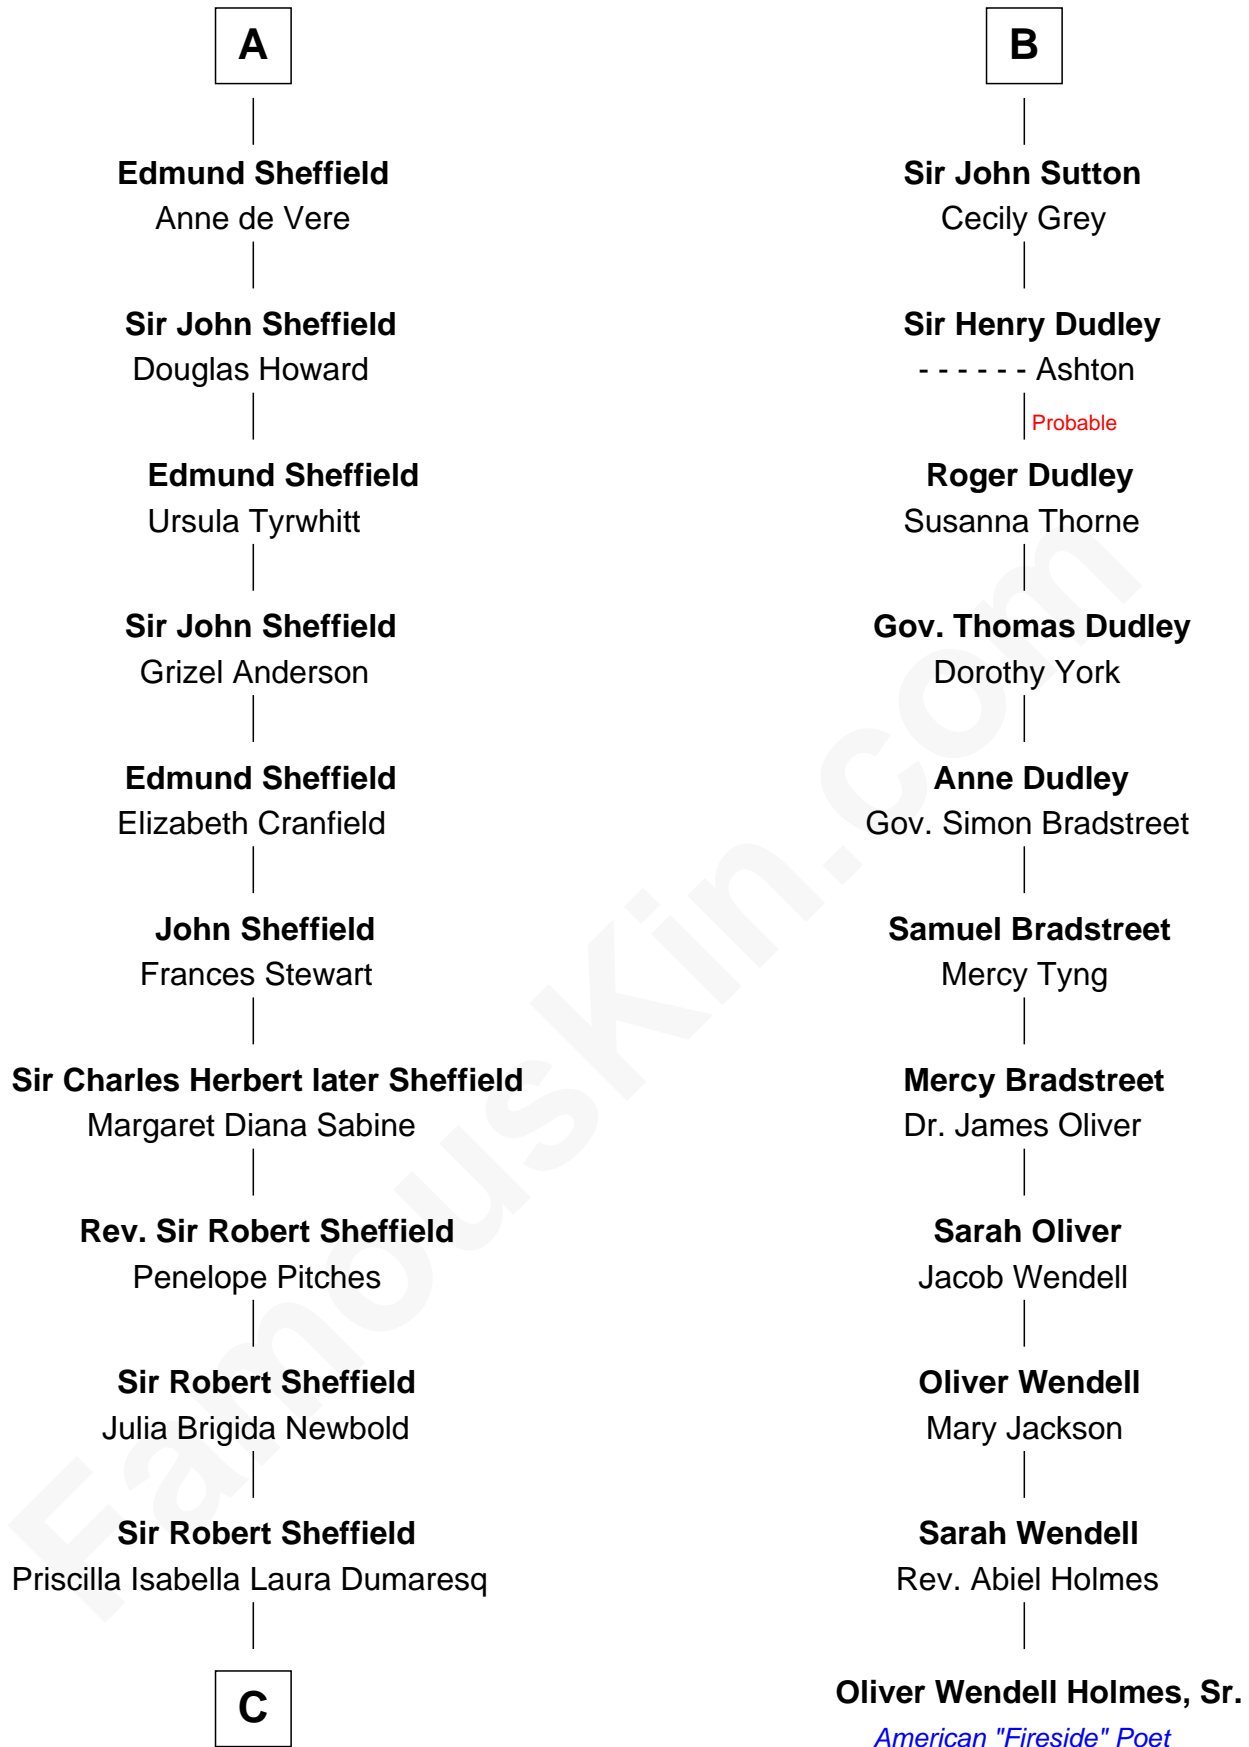 A
Edmund Sheffield
Anne de Vere
Sir John Sheffield
Douglas Howard
Edmund Sheffield
Ursula Tyrwhitt
Sir John Sheffield
Grizel Anderson
Edmund Sheffield
Elizabeth Cranfield
John Sheffield
Frances Stewart
Sir Charles Herbert later Sheffield
Margaret Diana Sabine
Rev. Sir Robert Sheffield
Penelope Pitches
Sir Robert Sheffield
Julia Brigida Newbold
Sir Robert Sheffield
Priscilla Isabella Laura Dumaresq
C
B
Sir John Sutton
Cecily Grey
Sir Henry Dudley
- - - - - - Ashton
Probable
Roger Dudley
Susanna Thorne
Gov. Thomas Dudley
Dorothy York
Anne Dudley
Gov. Simon Bradstreet
Samuel Bradstreet
Mercy Tyng
Mercy Bradstreet
Dr. James Oliver
Sarah Oliver
Jacob Wendell
Oliver Wendell
Mary Jackson
Sarah Wendell
Rev. Abiel Holmes
Oliver Wendell Holmes, Sr.
American "Fireside" Poet
FamousKin.com